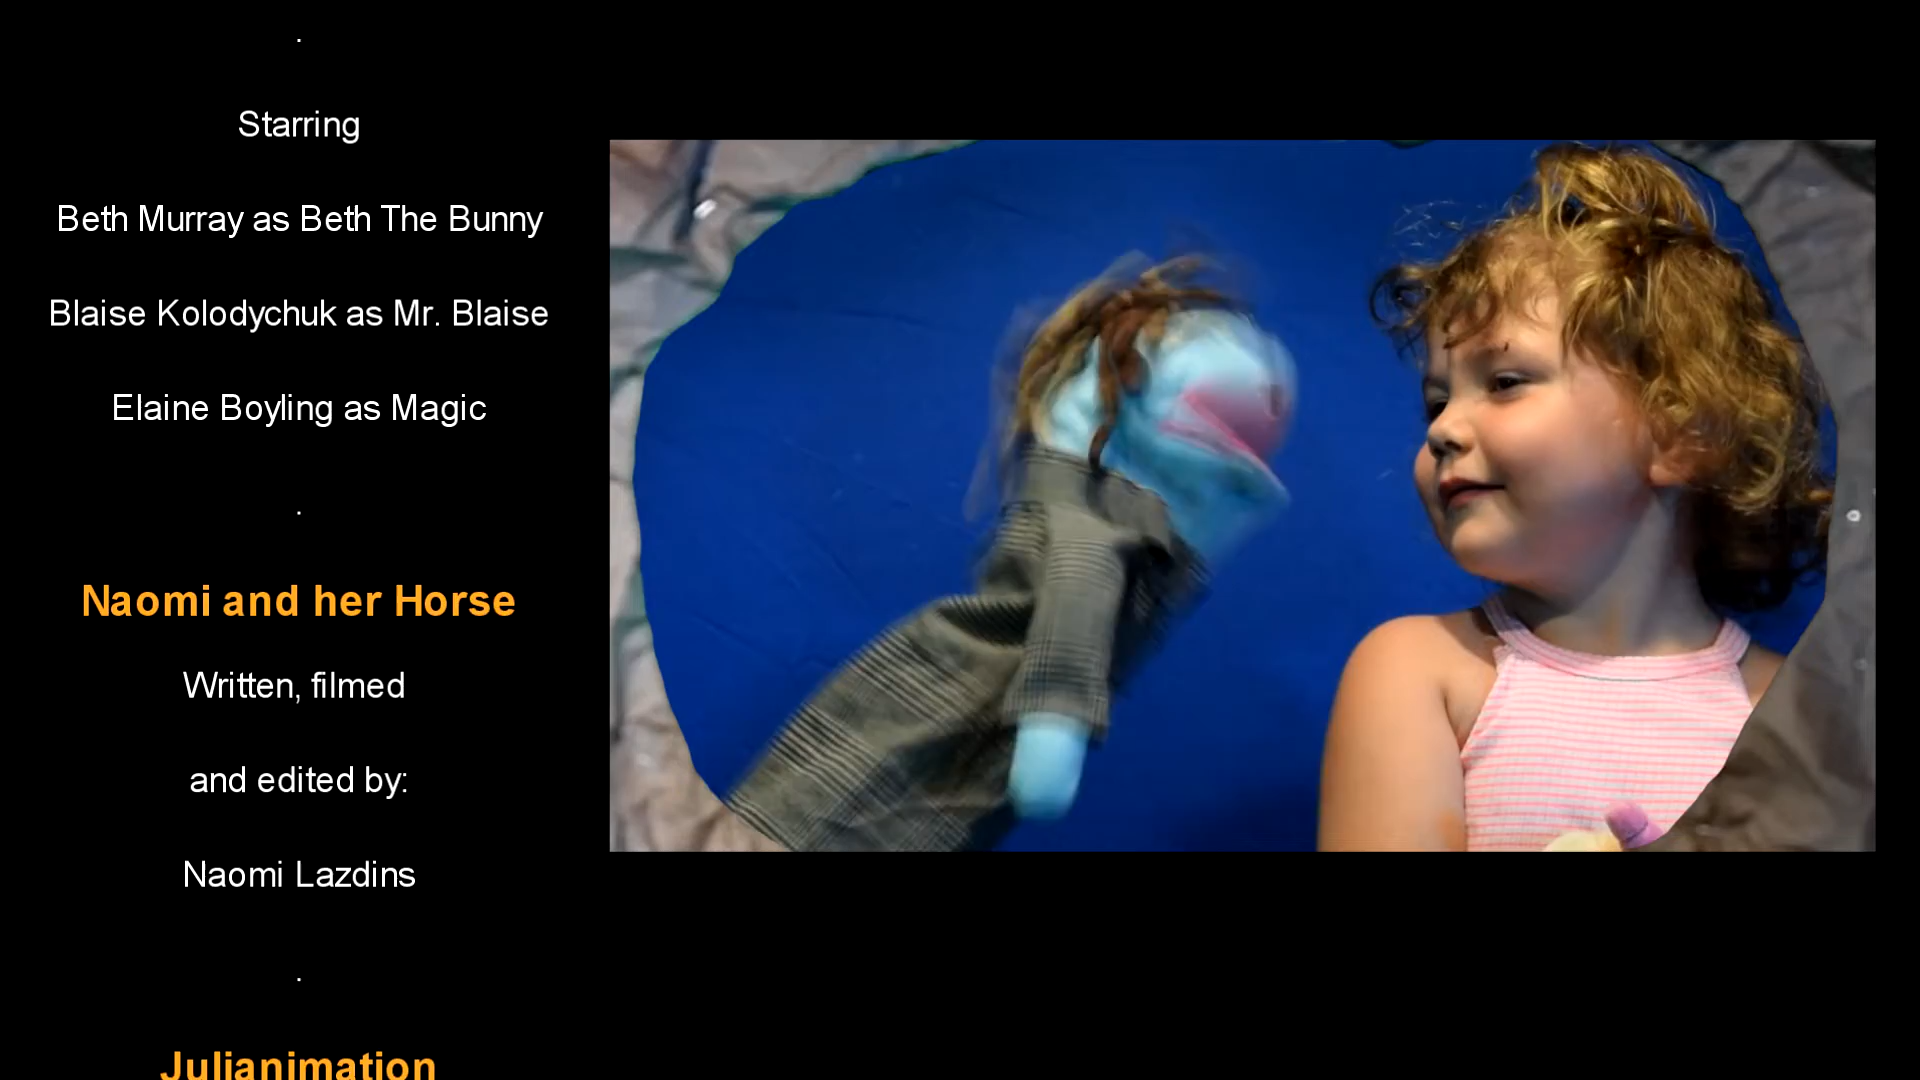 .
Starring
Beth Murray as Beth The Bunny
Blaise Kolodychuk as Mr. Blaise
Elaine Boyling as Magic
.
Naomi and her Horse
Written, filmed
and edited by:
Naomi Lazdins
.
Julianimation